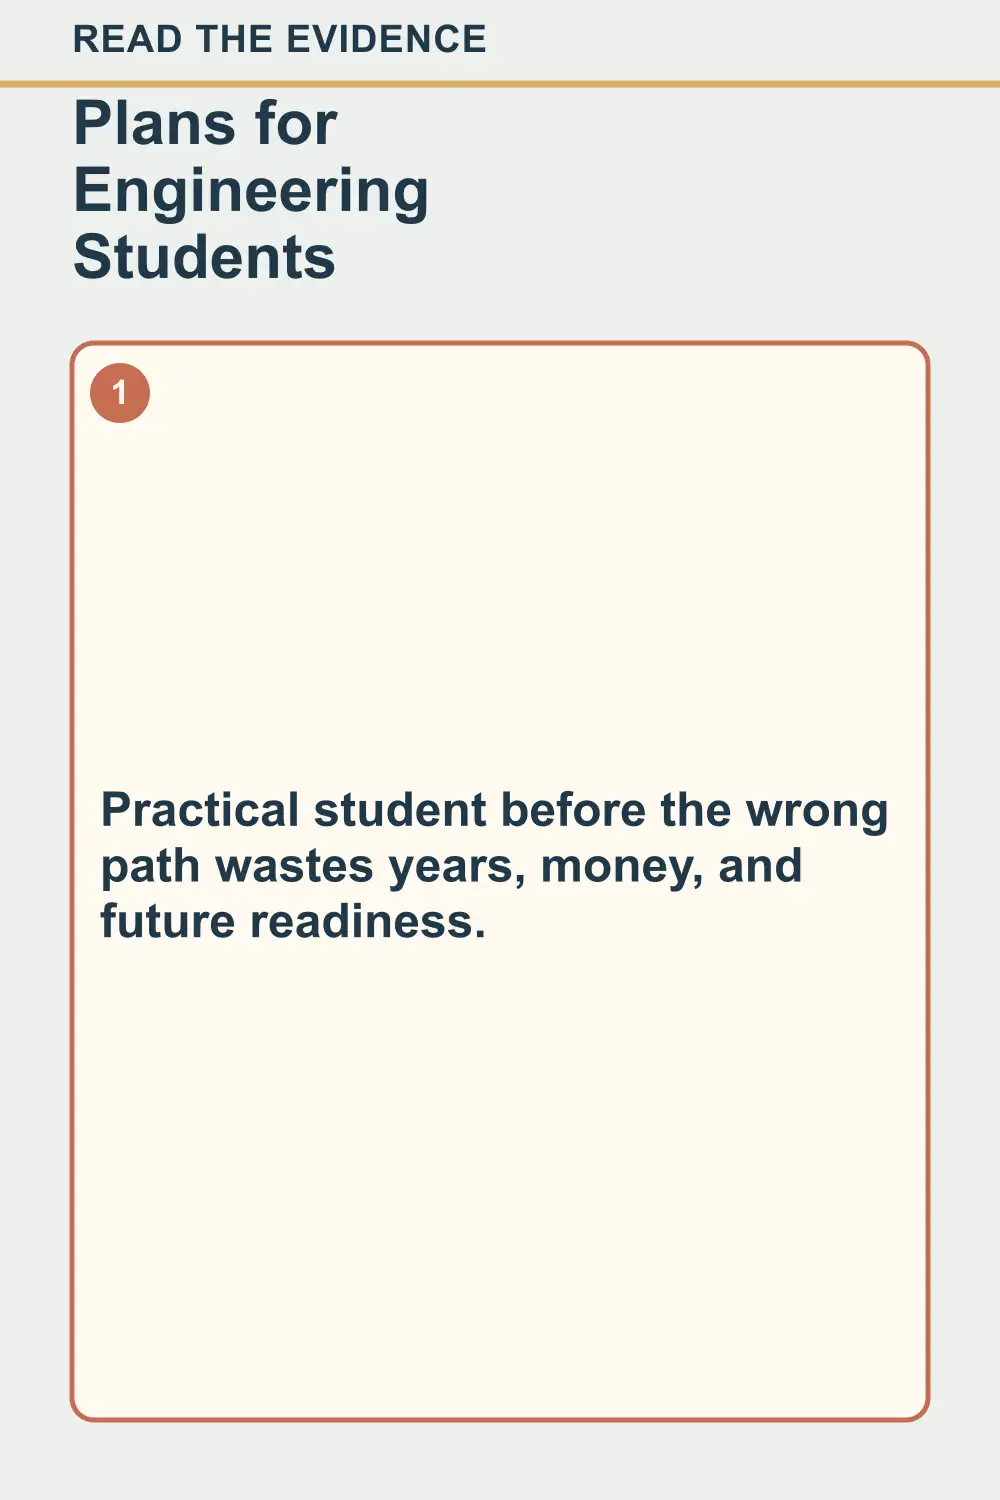 READ THE EVIDENCE
Plans for
Engineering
Students
1
Practical student before the wrong
path wastes years, money, and
future readiness.